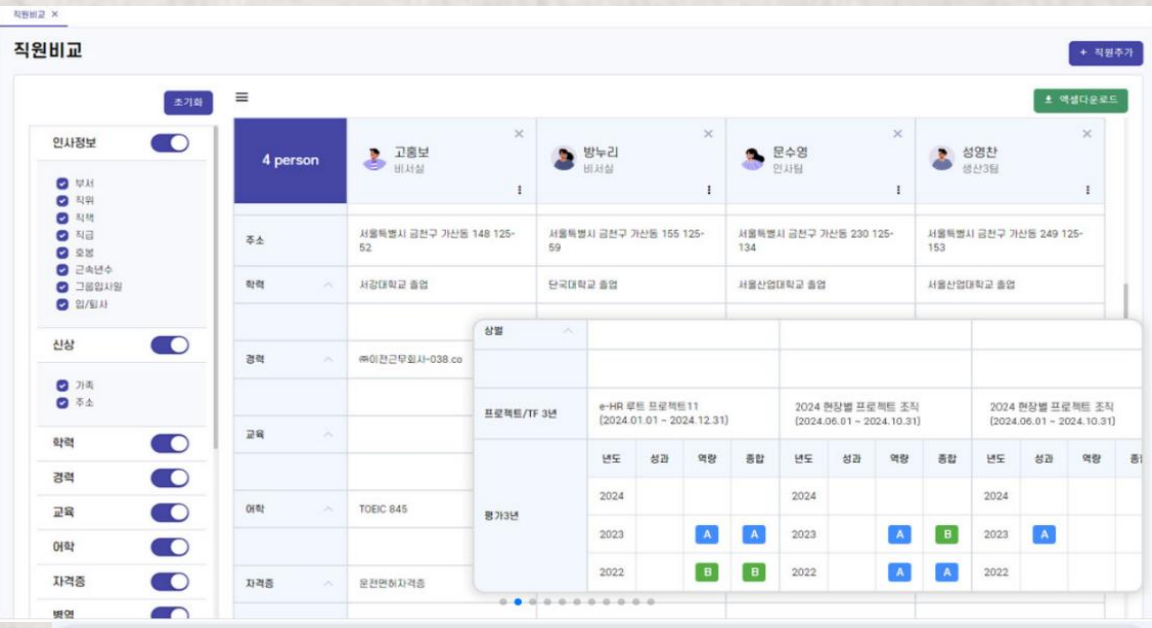 직원비교 ×
직원비교
+ 직원추가
초기화
엑셀다운로드
인사정보
부서
직위
직책
직급
호봉
근속년수
그룹입사일
입/퇴사
신상
가족
주소
학력
경력
교육
어학
자격증
병역
4 person
고홍보
비서실
방누리
비서실
문수영
인사팀
성영찬
생산3팀
주소
서울특별시 금천구 가산동 148 125-
52
서울특별시 금천구 가산동 155 125-
59
서울특별시 금천구 가산동 230 125-
134
서울특별시 금천구 가산동 249 125-
153
학력
서강대학교 졸업
단국대학교 졸업
서울산업대학교 졸업
서울산업대학교 졸업
경력
㈜이전근무회사-038.co
교육
어학
TOEIC 845
자격증
운전면허자격증
상벌
프로젝트/TF 3년
e-HR 루트 프로젝트11
(2024.01.01 ~ 2024.12.31)
2024 현장별 프로젝트 조직
(2024.06.01 ~ 2024.10.31)
2024 현장별 프로젝트 조직
(2024.06.01 ~ 2024.10.31)
평가3년
년도 성과 역량 종합 년도 성과 역량 종합 년도 성과 역량
2024 2024 2024
2023 A A 2023 A B 2023 A
2022 B B 2022 A A 2022